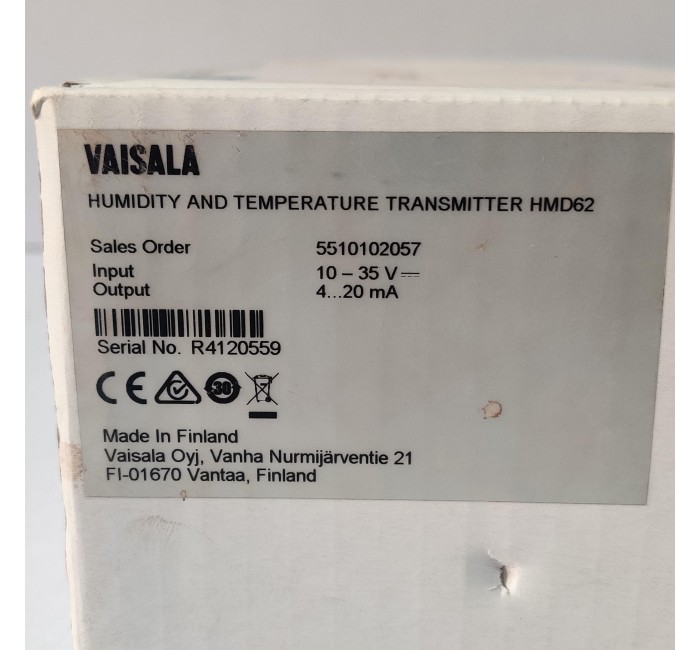 VAISALA
HUMIDITY AND TEMPERATURE TRANSMITTER HMD62
Sales Order 5510102057
Input 10 – 35 V ⎓
Output 4...20 mA
Serial No. R4120559
CE 30
Made In Finland
Vaisala Oyj, Vanha Nurmijärventie 21
FI-01670 Vantaa, Finland